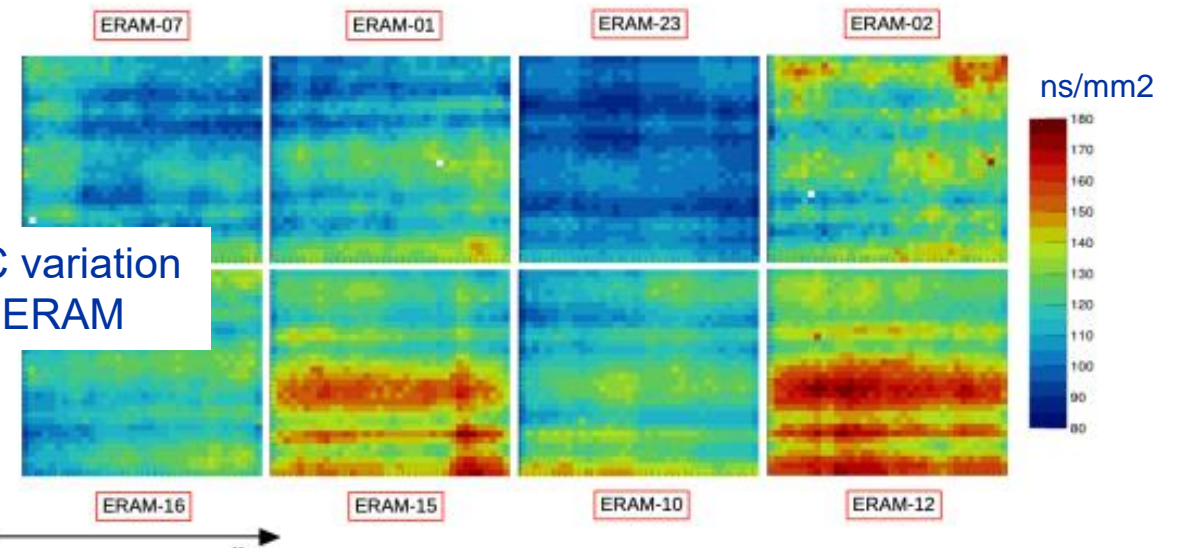 ERAM-07 ERAM-01 ERAM-23 ERAM-02
ns/mm2
180
170
160
150
140
130
120
110
100
90
80
C variation
ERAM
ERAM-16 ERAM-15 ERAM-10 ERAM-12